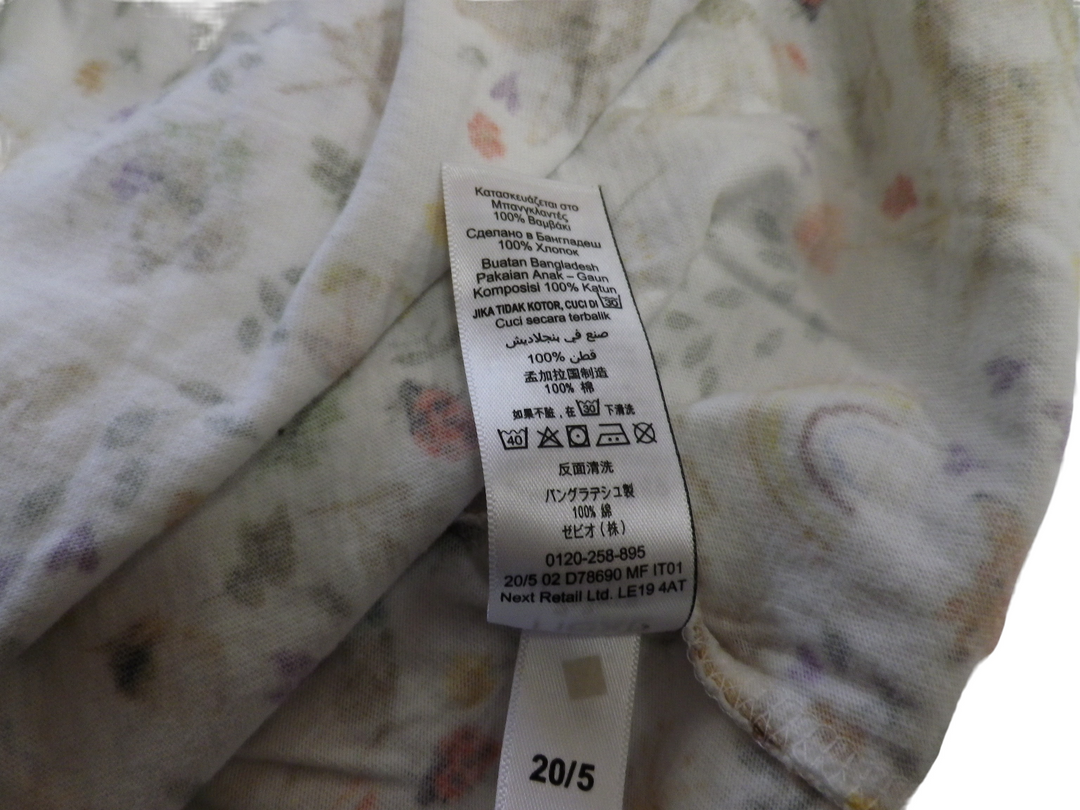 Κατασκευάζεται στο
Μπανγκλαντές
100% Βαμβάκι
Сделано в Бангладеш
100% Хлопок
Buatan Bangladesh
Pakaian Anak – Gaun
Komposisi 100% Katun
JIKA TIDAK KOTOR, CUCI DI 30
Cuci secara terbalik
صنع في بنجلاديش
100% قطن
孟加拉国制造
100% 棉
如果不脏，在 30 下清洗
40
反面清洗
バングラデシュ製
100% 綿
ゼビオ(株)
0120-258-895
20/5 02 D78690 MF IT01
Next Retail Ltd. LE19 4AT
20/5